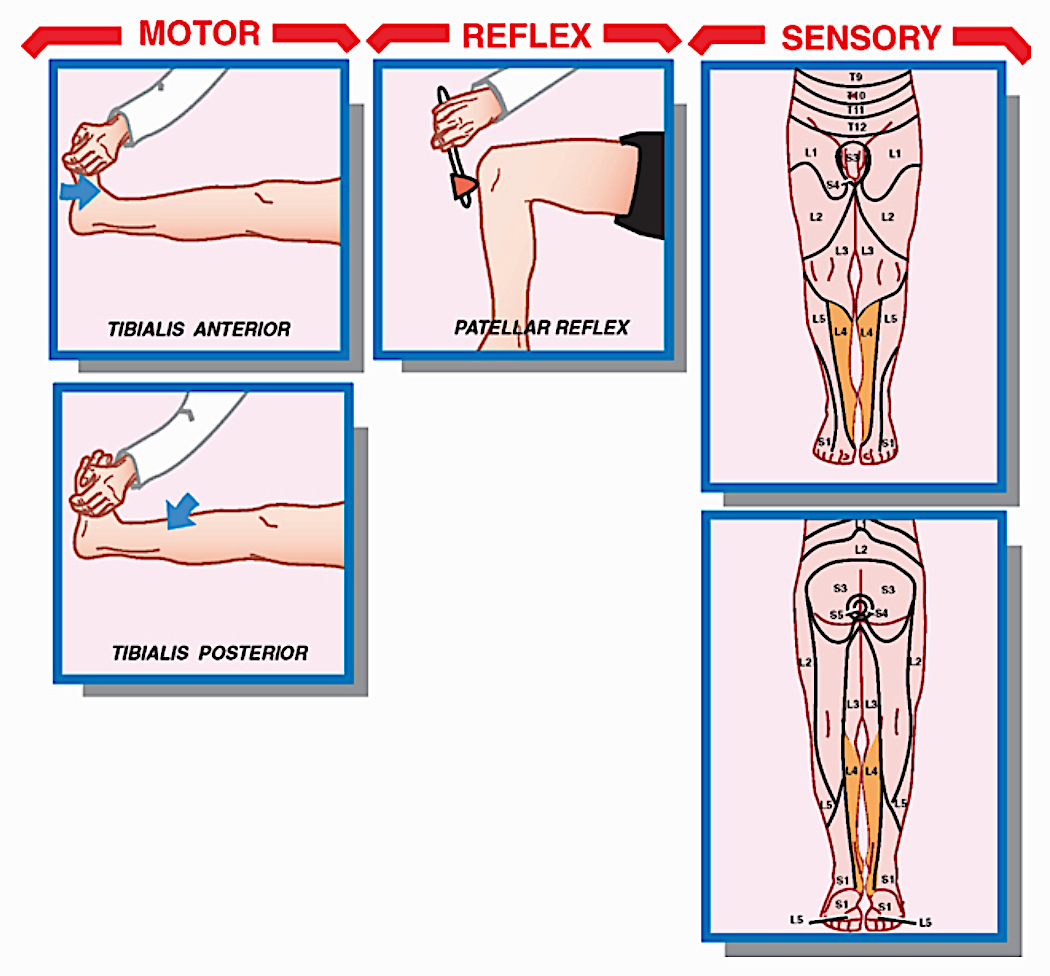 MOTOR
REFLEX
SENSORY
TIBIALIS ANTERIOR
PATELLAR REFLEX
TIBIALIS POSTERIOR
T9
T10
T11
T12
L1 S3 L1
S4
L2 L2
L3 L3
L5 L4 L4 L5
S1 S1
L2
S3 S3
S5 S4
L2 L2
L3 L3
L4 L4
L5 L5
S1 S1
S1 S1
L5 L5